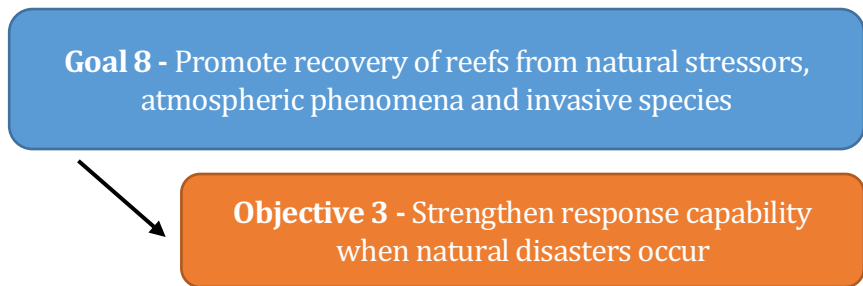 Goal 8 - Promote recovery of reefs from natural stressors,
atmospheric phenomena and invasive species
Objective 3 - Strengthen response capability
when natural disasters occur